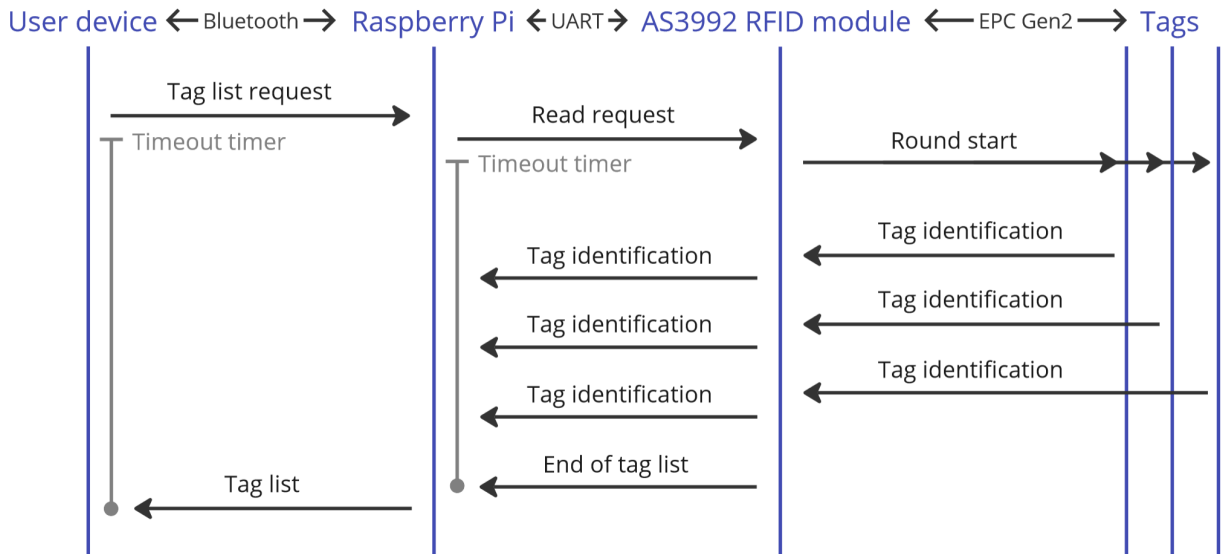 User device Bluetooth Raspberry Pi UART AS3992 RFID module EPC Gen2 Tags
Tag list request
Read request
Timeout timer
Round start
Timeout timer
Tag identification
Tag identification
Tag identification
Tag identification
Tag identification
Tag identification
End of tag list
Tag list